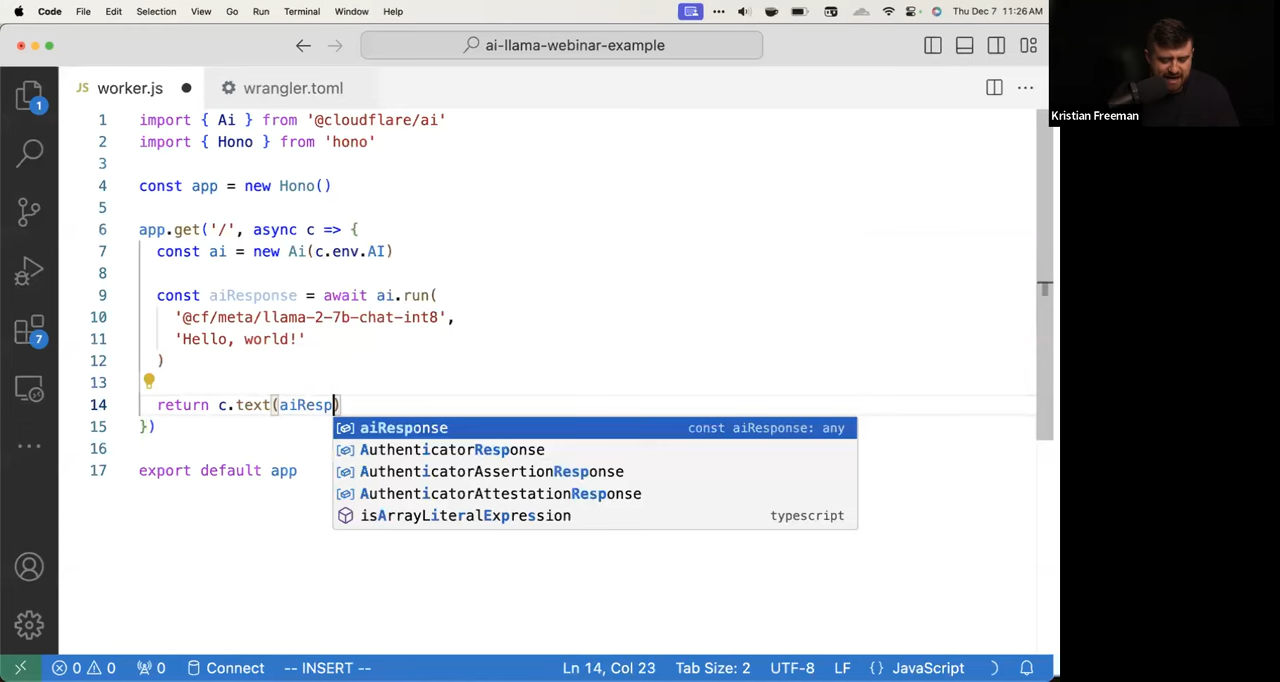 Code File Edit Selection View Go Run Terminal Window Help Thu Dec 7 11:26 AM
ai-llama-webinar-example
JS worker.js wrangler.toml
Kristian Freeman
1 import { Ai } from '@cloudflare/ai'
2 import { Hono } from 'hono'
3
4 const app = new Hono()
5
6 app.get('/', async c => {
7 const ai = new Ai(c.env.AI)
8
9 const aiResponse = await ai.run(
10 '@cf/meta/llama-2-7b-chat-int8',
11 'Hello, world!'
12 )
13
14 return c.text(aiResp)
aiResponse const aiResponse: any
15 })
AuthenticatorResponse
16
AuthenticatorAssertionResponse
17 export default app
AuthenticatorAttestationResponse
isArrayLiteralExpression typescript
1
7
0 0 0 Connect -- INSERT -- Ln 14, Col 23 Tab Size: 2 UTF-8 LF {} JavaScript